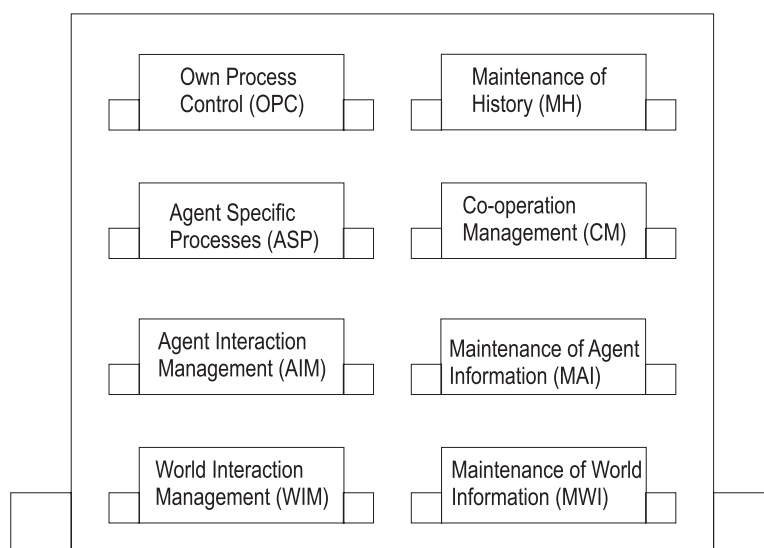 Own Process
Control (OPC)
Maintenance of
History (MH)
Agent Specific
Processes (ASP)
Co-operation
Management (CM)
Agent Interaction
Management (AIM)
Maintenance of Agent
Information (MAI)
World Interaction
Management (WIM)
Maintenance of World
Information (MWI)